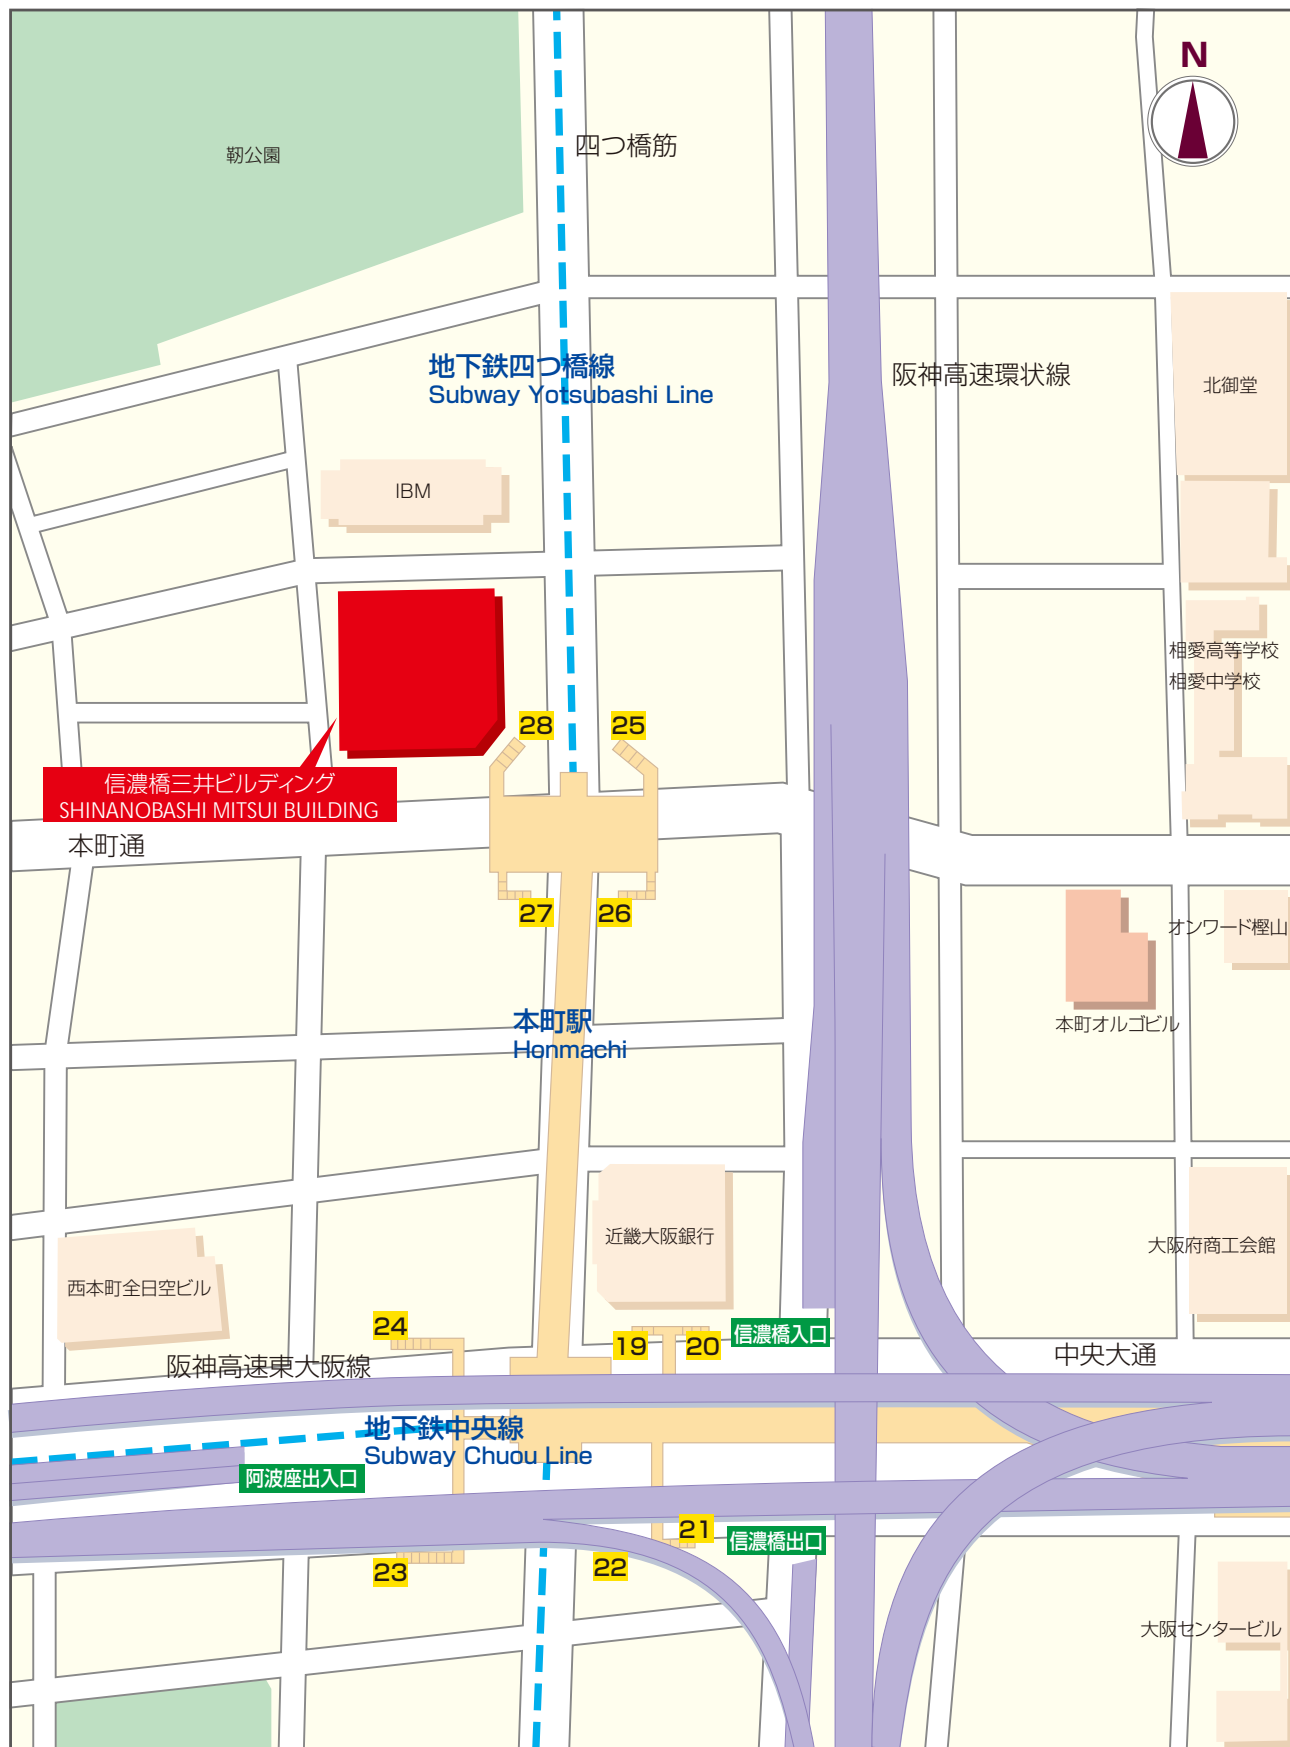 N
四つ橋筋
靭公園
地下鉄四つ橋線
Subway Yotsubashi Line
阪神高速環状線
北御堂
IBM
相愛高等学校
相愛中学校
28
25
信濃橋三井ビルディング
SHINANOBASHI MITSUI BUILDING
本町通
27
26
オンワード樫山
本町駅
Honmachi
本町オルゴビル
近畿大阪銀行
大阪府商工会館
西本町全日空ビル
24
19
20
信濃橋入口
中央大通
阪神高速東大阪線
地下鉄中央線
Subway Chuou Line
阿波座出入口
21
信濃橋出口
22
23
大阪センタービル